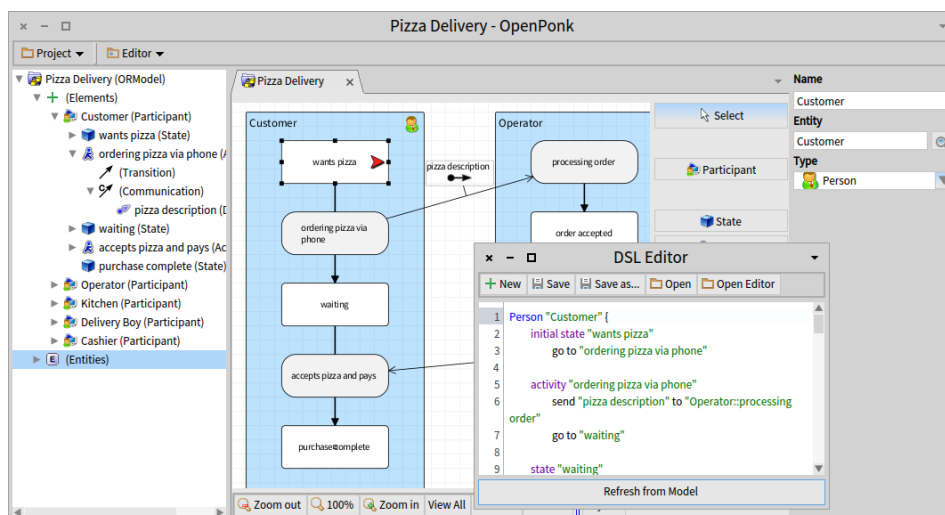 Pizza Delivery - OpenPonk
Project
Editor
Pizza Delivery (ORModel)
(Elements)
Customer (Participant)
wants pizza (State)
ordering pizza via phone (A
(Transition)
(Communication)
pizza description (D
waiting (State)
accepts pizza and pays (Ac
purchase complete (State)
Operator (Participant)
Kitchen (Participant)
Delivery Boy (Participant)
Cashier (Participant)
E (Entities)
Pizza Delivery x
Customer
wants pizza
ordering pizza via
phone
waiting
accepts pizza and pays
purchase complete
pizza description
Operator
processing order
order accepted
Select
Participant
State
Zoom out 100% Zoom in View All
Name
Customer
Entity
Customer
Type
Person
DSL Editor
New Save Save as... Open Open Editor
1 Person "Customer" {
2 initial state "wants pizza"
3 go to "ordering pizza via phone"
4
5 activity "ordering pizza via phone"
6 send "pizza description" to "Operator::processing
order"
7 go to "waiting"
8
9 state "waiting"
Refresh from Model